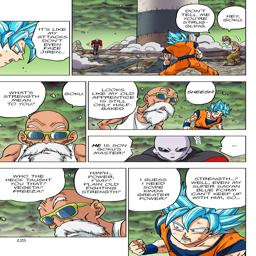 HEY,
GOKU.
DON'T
TELL ME
YOU'RE
STRUG-
GLING.
IT'S LIKE
MY
ATTACKS
DON'T
EVEN
FAZE
JIREN...
SHEESH!
LOOKS
LIKE MY OLD
APPRENTICE
IS STILL
ONLY HALF-
BAKED.
...
HE IS SON
GOKU'S
MASTER?
GOKU.
WHAT'S
STRENGTH
MEAN
TO YOU?
STRENGTH...?
WELL, EVEN MY
SUPER SAIYAN
BLUE FORM
CAN'T KEEP UP
WITH HIM, SO...
I GUESS
I NEED
SOME
KINDA
GREATER
POWER?
HMPH...
POWER,
Y'SAY?
PLAIN OLD
FIGHTING
STRENGTH?
WHO THE
HECK TAUGHT
YOU THAT?
VEGETA?
FREEZA?